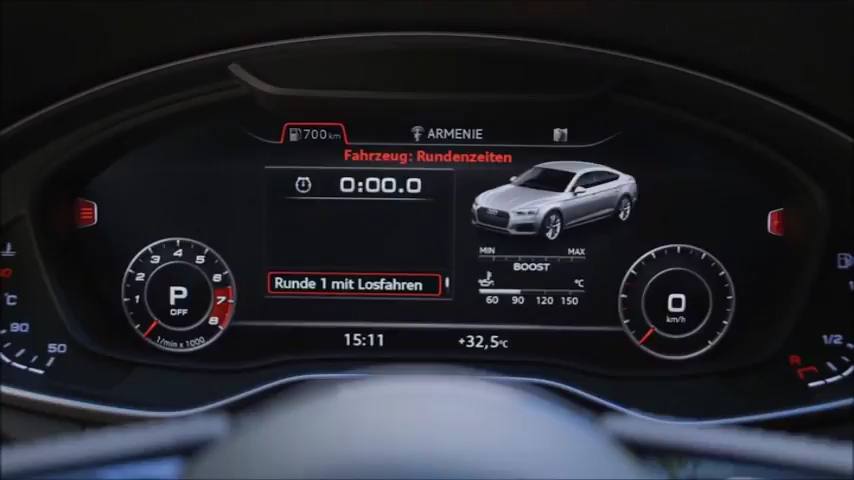 700 km
ARMENIE
Fahrzeug: Rundenzeiten
0:00.0
Runde 1 mit Losfahren
MIN MAX
BOOST
°C
60 90 120 150
1 2 3 4 5 6 7 8
P
OFF
1/min x 1000
0
km/h
15:11
+32,5°C
°C
90
50
1/2
R